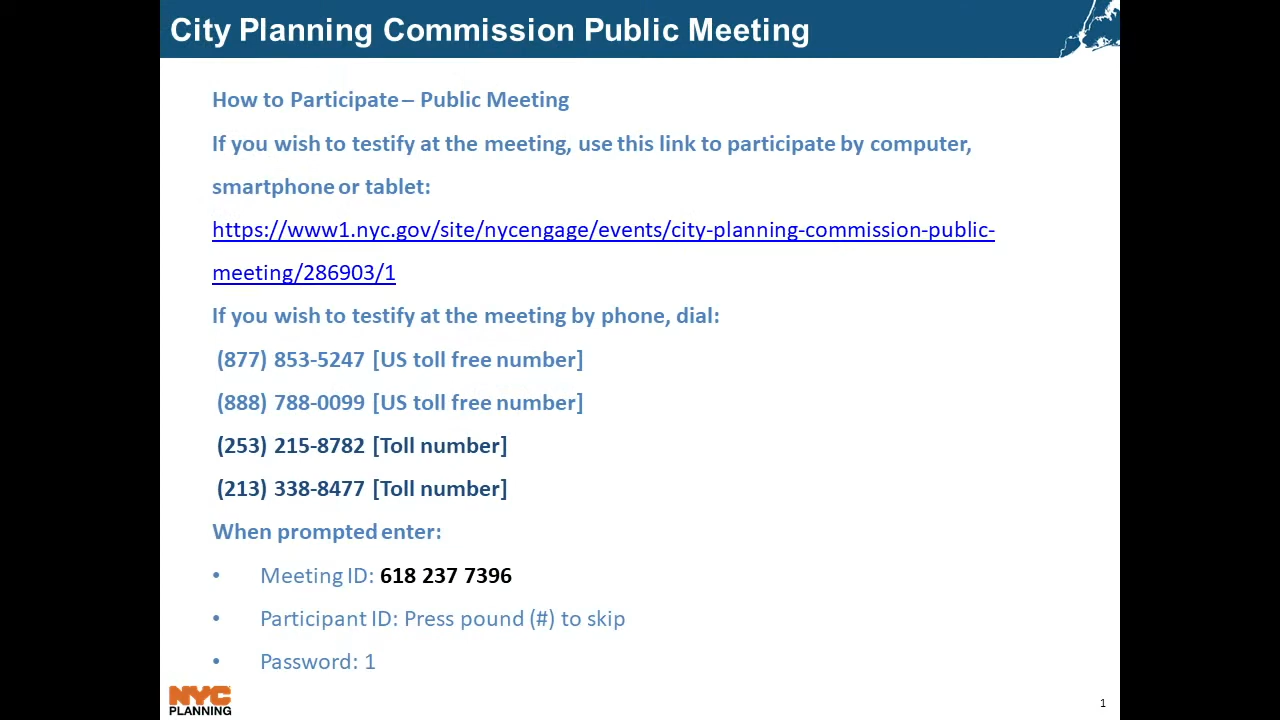 City Planning Commission Public Meeting
How to Participate – Public Meeting
If you wish to testify at the meeting, use this link to participate by computer,
smartphone or tablet:
https://www1.nyc.gov/site/nycengage/events/city-planning-commission-public-
meeting/286903/1
If you wish to testify at the meeting by phone, dial:
(877) 853-5247 [US toll free number]
(888) 788-0099 [US toll free number]
(253) 215-8782 [Toll number]
(213) 338-8477 [Toll number]
When prompted enter:
• Meeting ID: 618 237 7396
• Participant ID: Press pound (#) to skip
• Password: 1
NYC
PLANNING
1